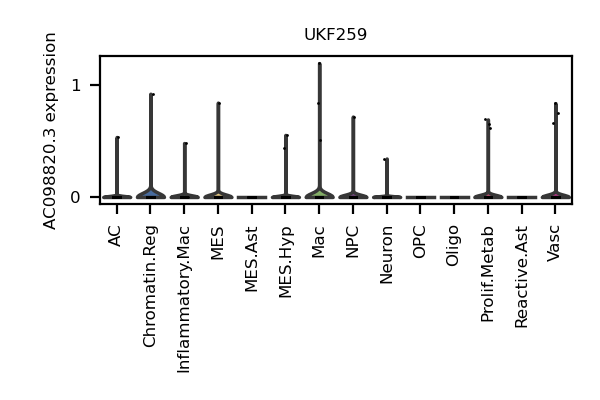 UKF259
AC098820.3 expression
1
0
AC
Chromatin.Reg
Inflammatory.Mac
MES
MES.Ast
MES.Hyp
Mac
NPC
Neuron
OPC
Oligo
Prolif.Metab
Reactive.Ast
Vasc